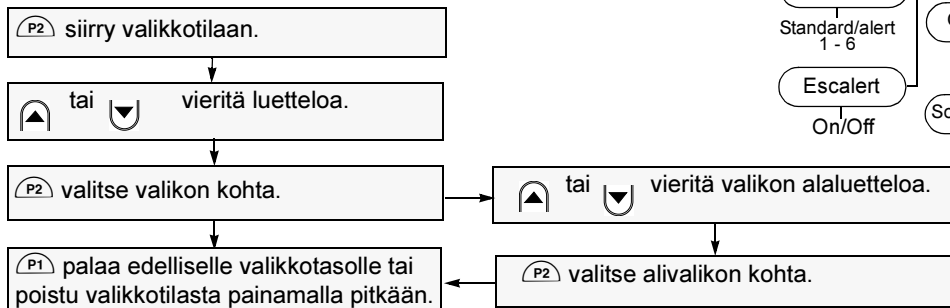 P2 siirry valikkotilaan.
tai vieritä luetteloa.
P2 valitse valikon kohta.
P1 palaa edelliselle valikkotasolle tai
poistu valikkotilasta painamalla pitkään.
tai vieritä valikon alaluetteloa.
P2 valitse alivalikon kohta.
Standard/alert
1 - 6
Escalert
On/Off